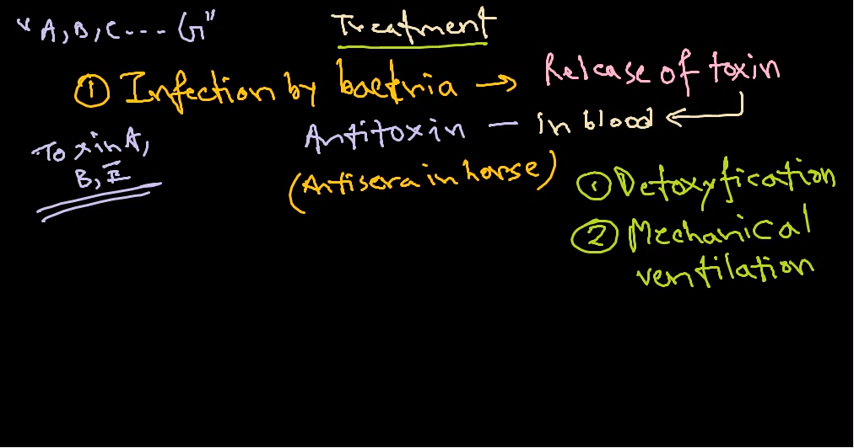 "A, B, C --- G"
Treatment
① Infection by bacteria → Release of toxin
Antitoxin — in blood ←
Toxin A,
B, E
(Antisera in horse)
① Detoxyfication
② Mechanical
ventilation